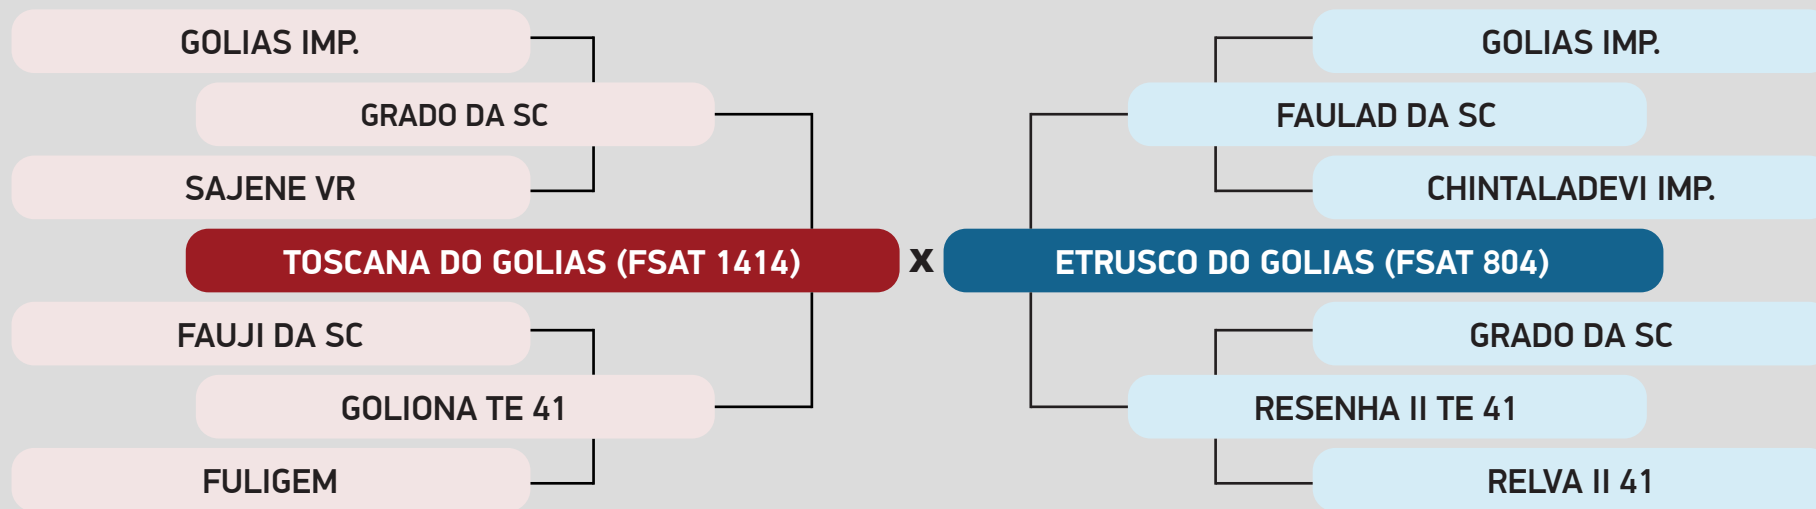 GOLIAS IMP.
GRADO DA SC
SAJENE VR
TOSCANA DO GOLIAS (FSAT 1414)
FAUJI DA SC
GOLIONA TE 41
FULIGEM
X
GOLIAS IMP.
FAULAD DA SC
CHINTALADEVI IMP.
ETRUSCO DO GOLIAS (FSAT 804)
GRADO DA SC
RESENHA II TE 41
RELVA II 41